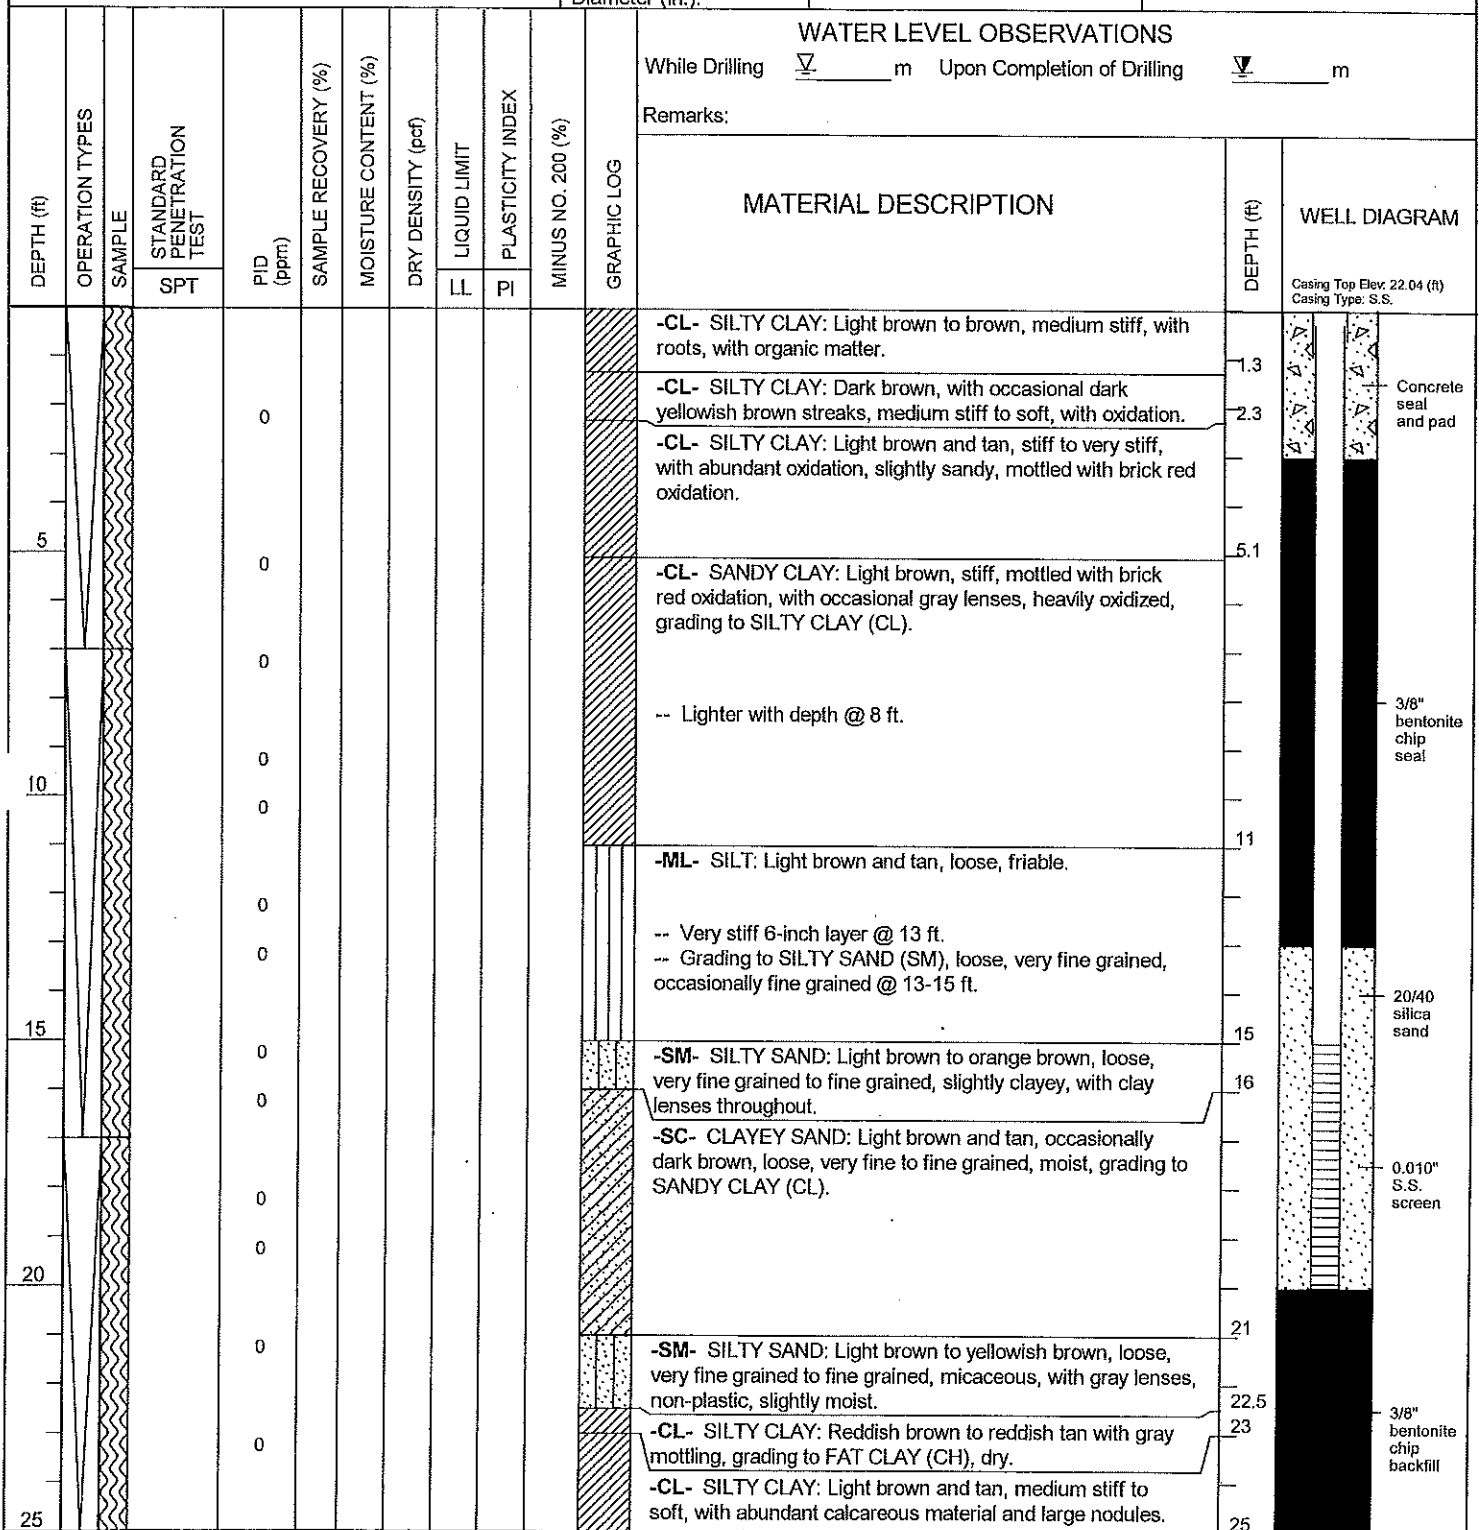 Diameter (in.):
WATER LEVEL OBSERVATIONS
While Drilling m Upon Completion of Drilling m
Remarks:
DEPTH (ft)
OPERATION TYPES
SAMPLE
STANDARD
PENETRATION
TEST
SPT
PID
(ppm)
SAMPLE RECOVERY (%)
MOISTURE CONTENT (%)
DRY DENSITY (pcf)
LIQUID LIMIT
LL
PLASTICITY INDEX
PI
MINUS NO. 200 (%)
GRAPHIC LOG
MATERIAL DESCRIPTION
DEPTH (ft)
WELL DIAGRAM
Casing Top Elev: 22.04 (ft)
Casing Type: S.S.
-CL- SILTY CLAY: Light brown to brown, medium stiff, with
roots, with organic matter.
1.3
-CL- SILTY CLAY: Dark brown, with occasional dark
yellowish brown streaks, medium stiff to soft, with oxidation.
0
2.3
Concrete
seal
and pad
-CL- SILTY CLAY: Light brown and tan, stiff to very stiff,
with abundant oxidation, slightly sandy, mottled with brick red
oxidation.
5
5.1
0
-CL- SANDY CLAY: Light brown, stiff, mottled with brick
red oxidation, with occasional gray lenses, heavily oxidized,
grading to SILTY CLAY (CL).
0
-- Lighter with depth @ 8 ft.
3/8"
bentonite
chip
seal
0
10
0
11
-ML- SILT: Light brown and tan, loose, friable.
0
-- Very stiff 6-inch layer @ 13 ft.
0
-- Grading to SILTY SAND (SM), loose, very fine grained,
occasionally fine grained @ 13-15 ft.
20/40
silica
sand
15
15
0
-SM- SILTY SAND: Light brown to orange brown, loose,
very fine grained to fine grained, slightly clayey, with clay
lenses throughout.
16
0
-SC- CLAYEY SAND: Light brown and tan, occasionally
dark brown, loose, very fine to fine grained, moist, grading to
SANDY CLAY (CL).
0.010"
S.S.
screen
0
0
20
21
0
-SM- SILTY SAND: Light brown to yellowish brown, loose,
very fine grained to fine grained, micaceous, with gray lenses,
non-plastic, slightly moist.
22.5
3/8"
bentonite
chip
backfill
23
0
-CL- SILTY CLAY: Reddish brown to reddish tan with gray
mottling, grading to FAT CLAY (CH), dry.
-CL- SILTY CLAY: Light brown and tan, medium stiff to
soft, with abundant calcareous material and large nodules.
25
25